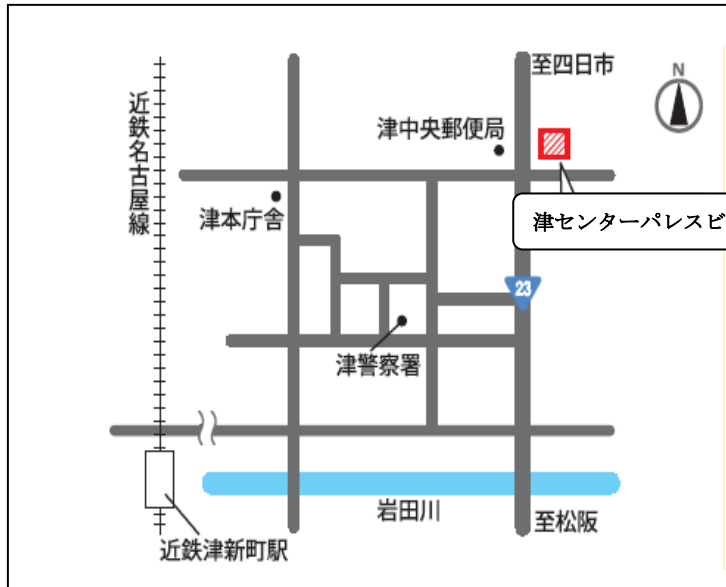 至四日市
N
近鉄名古屋線
津中央郵便局
津本庁舎
津センターパレスビ
23
津警察署
岩田川
至松阪
近鉄津新町駅